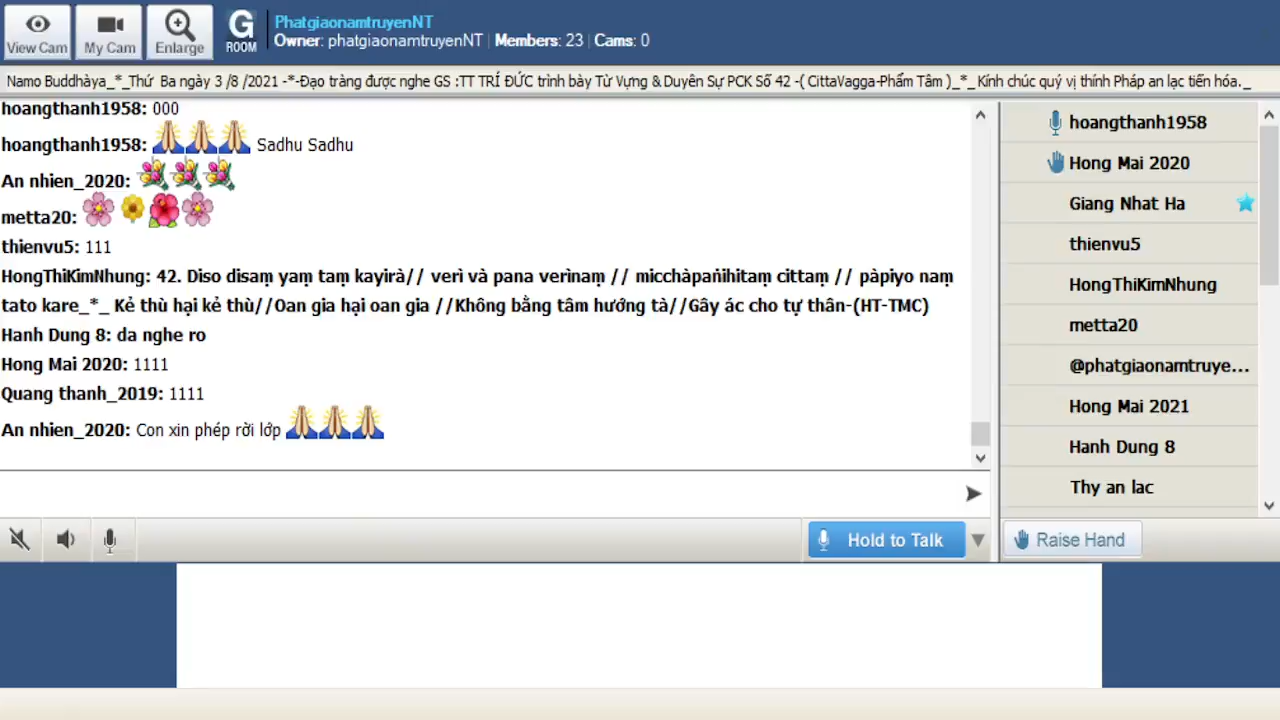 View Cam
My Cam
Enlarge
G
ROOM
PhatgiaonamtruyenNT
Owner: phatgiaonamtruyenNT | Members: 23 | Cams: 0
Namo Buddhàya_*_Thứ Ba ngày 3 /8 /2021 -*-Đạo tràng được nghe GS :TT TRÍ ĐỨC trình bày Từ Vựng & Duyên Sự PCK Số 42 -( CittaVagga-Phẩm Tâm )_*_ Kính chúc quý vị thính Pháp an lạc tiến hóa._
hoangthanh1958: 000
hoangthanh1958: Sadhu Sadhu
An nhien_2020:
metta20:
thienvu5: 111
HongThiKimNhung: 42. Diso disaṃ yaṃ taṃ kayirà// verì và pana verìnaṃ // micchàpaṅihitaṃ cittaṃ // pàpiyo naṃ
tato kare_*_ Kẻ thù hại kẻ thù//Oan gia hại oan gia //Không bằng tâm hướng tà//Gây ác cho tự thân-(HT-TMC)
Hanh Dung 8: da nghe ro
Hong Mai 2020: 1111
Quang thanh_2019: 1111
An nhien_2020: Con xin phép rời lớp
hoangthanh1958
Hong Mai 2020
Giang Nhat Ha
thienvu5
HongThiKimNhung
metta20
@phatgiaonamtruye...
Hong Mai 2021
Hanh Dung 8
Thy an lac
Hold to Talk
Raise Hand